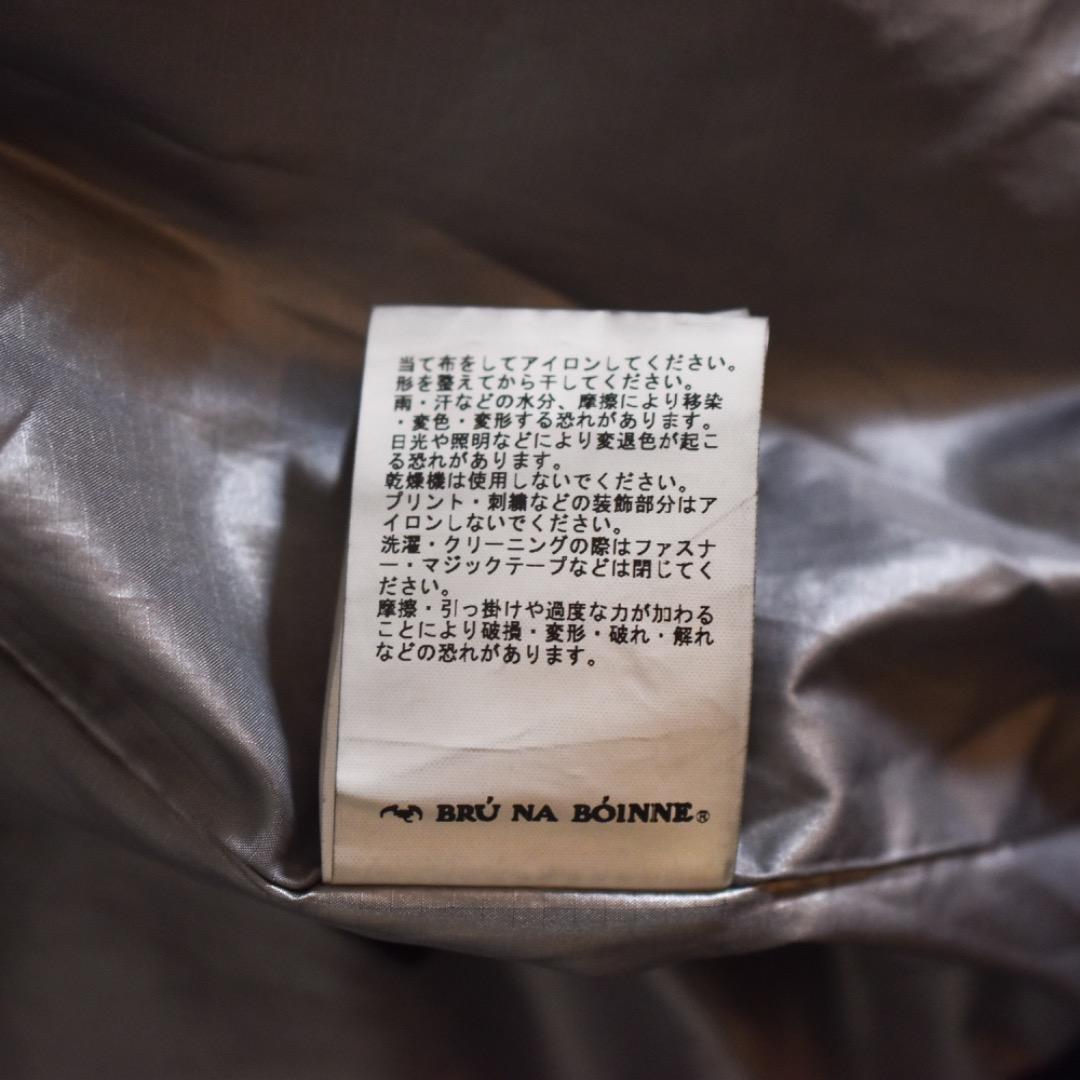 当て布をしてアイロンしてください。
形を整えてから干してください。
雨・汗などの水分、摩擦により移染
・変色・変形する恐れがあります。
日光や照明などにより変退色が起こ
る恐れがあります。
乾燥機は使用しないでください。
プリント・刺繍などの装飾部分はア
イロンしないでください。
洗濯・クリーニングの際はファスナ
ー・マジックテープなどは閉じてく
ださい。
摩擦・引っ掛けや過度な力が加わる
ことにより破損・変形・破れ・解れ
などの恐れがあります。
BRÚ NA BÓINNE®